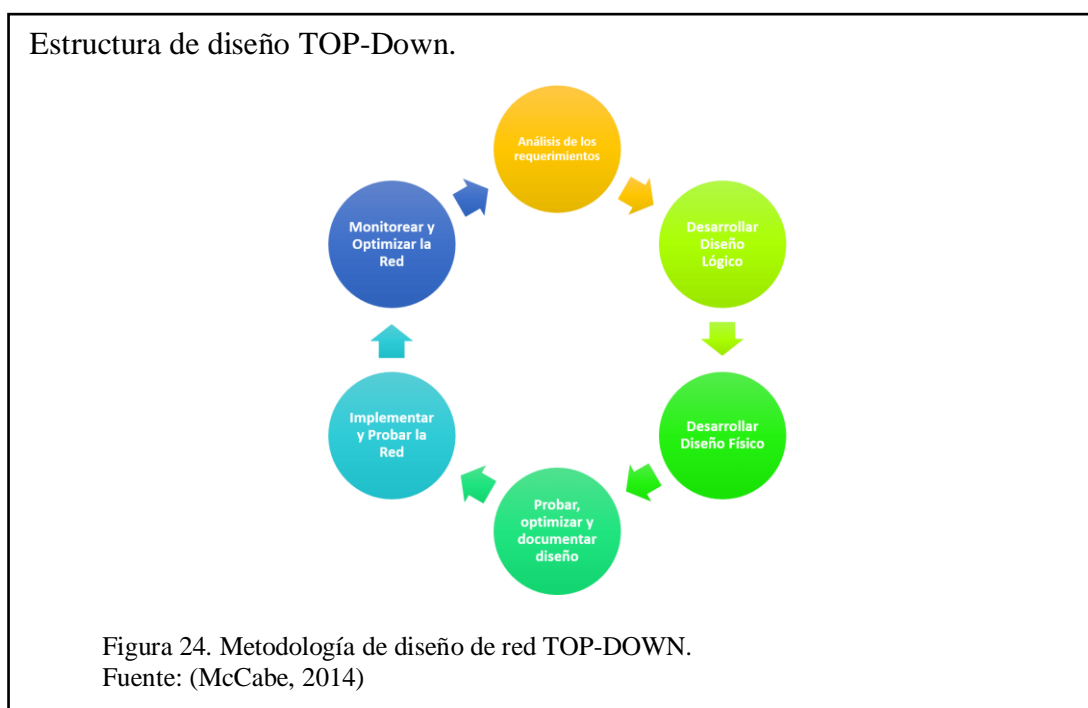 Estructura de diseño TOP-Down.
Análisis de los
requerimientos
Desarrollar
Diseño
Lógico
Desarrollar
Diseño Físico
Probar,
optimizar y
documentar
diseño
Implementar
y Probar la
Red
Monitorear y
Optimizar la
Red
Figura 24. Metodología de diseño de red TOP-DOWN.
Fuente: (McCabe, 2014)